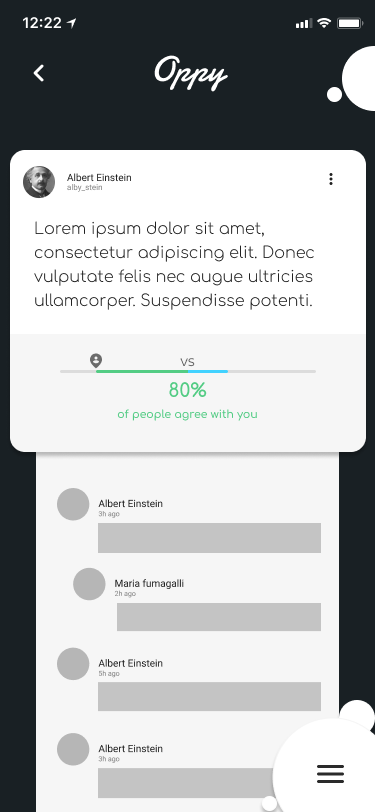 12:22
Oppy
Albert Einstein
alby_stein
Lorem ipsum dolor sit amet,
consectetur adipiscing elit. Donec
vulputate felis nec augue ultricies
ullamcorper. Suspendisse potenti.
VS
80%
of people agree with you
Albert Einstein
3h ago
Maria fumagalli
2h ago
Albert Einstein
5h ago
Albert Einstein
3h ago